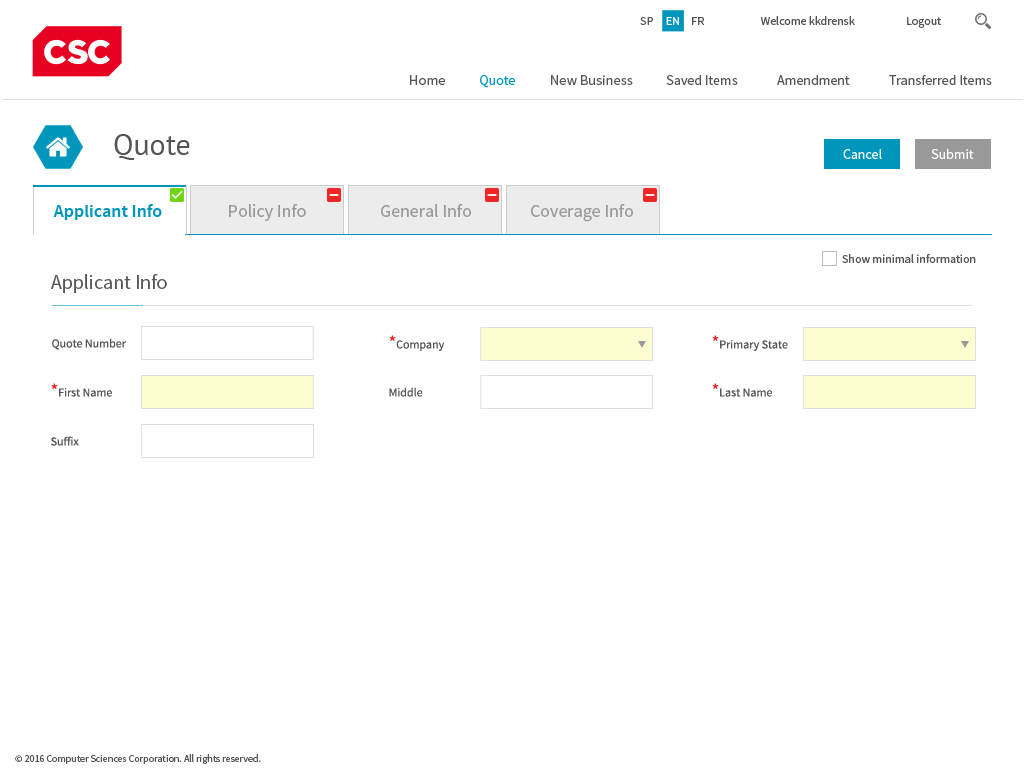 SP EN FR Welcome kkdrensk Logout
CSC
Home Quote New Business Saved Items Amendment Transferred Items
Quote
Cancel Submit
Applicant Info Policy Info General Info Coverage Info
Show minimal information
Applicant Info
Quote Number *Company *Primary State
*First Name Middle *Last Name
Suffix
© 2016 Computer Sciences Corporation. All rights reserved.